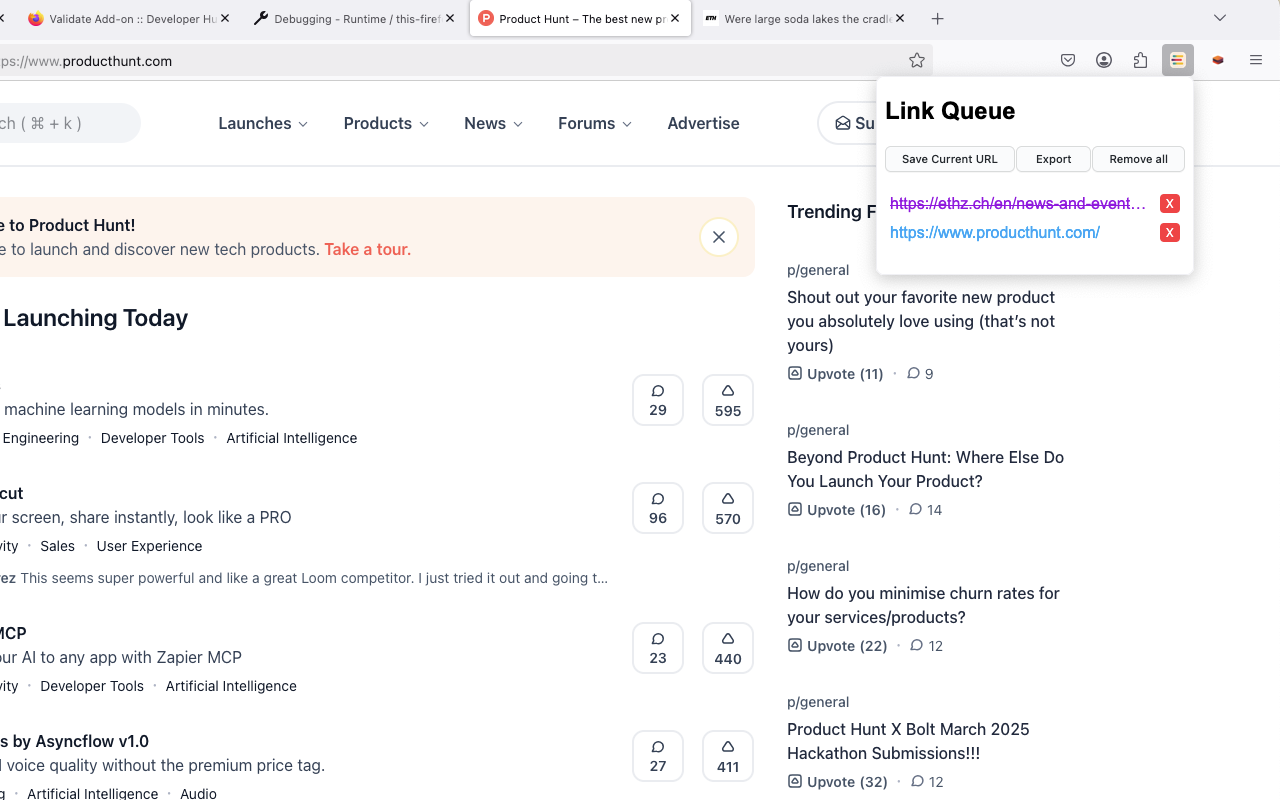 Validate Add-on :: Developer Hu
Debugging - Runtime / this-firef
Product Hunt – The best new pr
ETH Were large soda lakes the cradle
ps://www.producthunt.com
ch ( ⌘ + k )
Launches
Products
News
Forums
Advertise
Su
Link Queue
Save Current URL
Export
Remove all
https://ethz.ch/en/news-and-event…
X
https://www.producthunt.com/
X
e to Product Hunt!
e to launch and discover new tech products. Take a tour.
Launching Today
machine learning models in minutes.
Engineering · Developer Tools · Artificial Intelligence
29
595
cut
r screen, share instantly, look like a PRO
ity · Sales · User Experience
96
570
ez This seems super powerful and like a great Loom competitor. I just tried it out and going t...
MCP
our AI to any app with Zapier MCP
ity · Developer Tools · Artificial Intelligence
23
440
s by Asyncflow v1.0
l voice quality without the premium price tag.
g · Artificial Intelligence · Audio
27
411
Trending F
p/general
Shout out your favorite new product
you absolutely love using (that’s not
yours)
Upvote (11) · 9
p/general
Beyond Product Hunt: Where Else Do
You Launch Your Product?
Upvote (16) · 14
p/general
How do you minimise churn rates for
your services/products?
Upvote (22) · 12
p/general
Product Hunt X Bolt March 2025
Hackathon Submissions!!!
Upvote (32) · 12